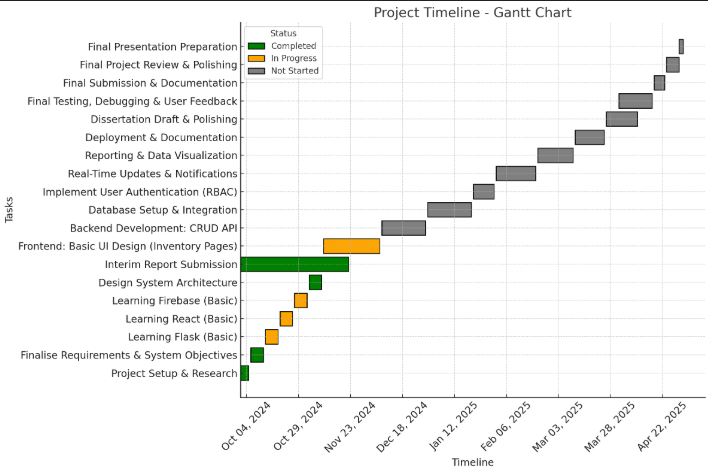 Project Timeline - Gantt Chart
Status
Completed
In Progress
Not Started
Tasks
Final Presentation Preparation
Final Project Review & Polishing
Final Submission & Documentation
Final Testing, Debugging & User Feedback
Dissertation Draft & Polishing
Deployment & Documentation
Reporting & Data Visualization
Real-Time Updates & Notifications
Implement User Authentication (RBAC)
Database Setup & Integration
Backend Development: CRUD API
Frontend: Basic UI Design (Inventory Pages)
Interim Report Submission
Design System Architecture
Learning Firebase (Basic)
Learning React (Basic)
Learning Flask (Basic)
Finalise Requirements & System Objectives
Project Setup & Research
Oct 04, 2024
Oct 29, 2024
Nov 23, 2024
Dec 18, 2024
Jan 12, 2025
Feb 06, 2025
Mar 03, 2025
Mar 28, 2025
Apr 22, 2025
Timeline